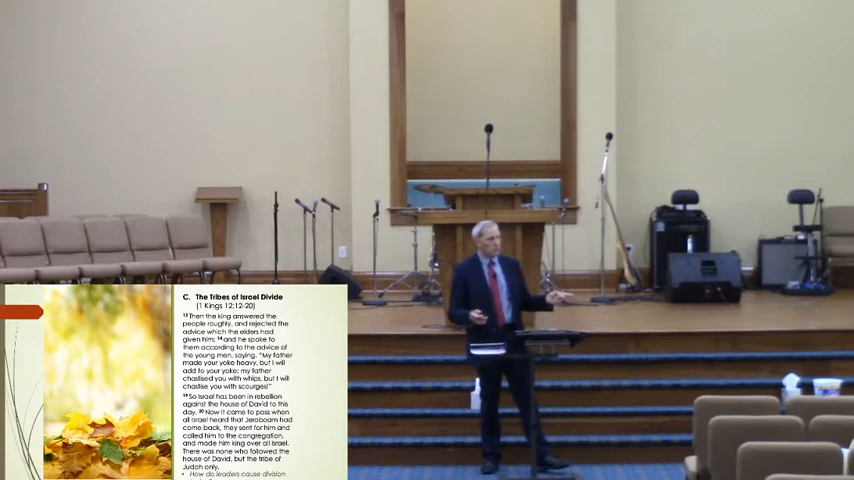 C. The Tribes of Israel Divide
(1 Kings 12:12-20)
13 Then the king answered the
people roughly, and rejected the
advice which the elders had
given him; 14 and he spoke to
them according to the advice of
the young men, saying, "My father
made your yoke heavy, but I will
add to your yoke; my father
chastised you with whips, but I will
chastise you with scourges!"
19 So Israel has been in rebellion
against the house of David to this
day. 20 Now it came to pass when
all Israel heard that Jeroboam had
come back, they sent for him and
called him to the congregation,
and made him king over all Israel.
There was none who followed the
house of David, but the tribe of
Judah only.
• How do leaders cause division